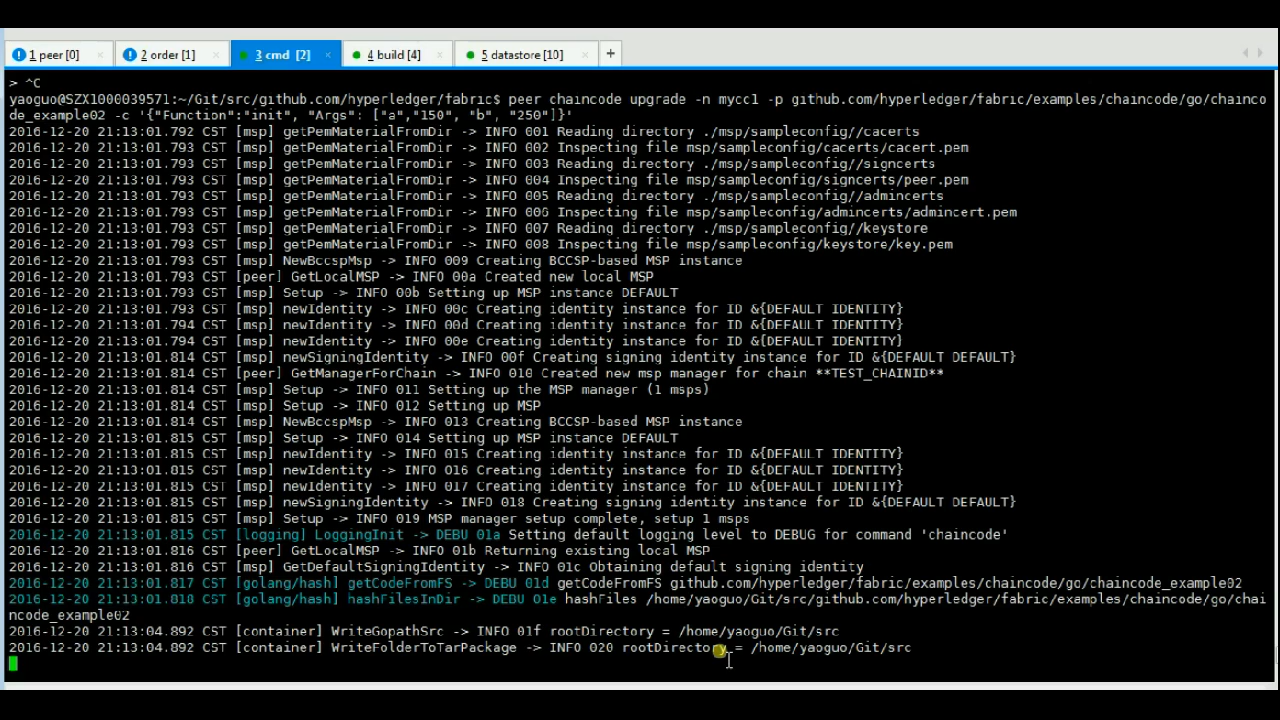 1 peer [0] × 2 order [1] × 3 cmd [2] × 4 build [4] × 5 datastore [10] × +
> ^C
yaoguo@SZX1000039571:~/Git/src/github.com/hyperledger/fabric$ peer chaincode upgrade -n mycc1 -p github.com/hyperledger/fabric/examples/chaincode/go/chainco
de_example02 -c '{"Function":"init", "Args": ["a","150", "b", "250"]}'
2016-12-20 21:13:01.792 CST [msp] getPemMaterialFromDir -> INFO 001 Reading directory ./msp/sampleconfig//cacerts
2016-12-20 21:13:01.793 CST [msp] getPemMaterialFromDir -> INFO 002 Inspecting file msp/sampleconfig/cacerts/cacert.pem
2016-12-20 21:13:01.793 CST [msp] getPemMaterialFromDir -> INFO 003 Reading directory ./msp/sampleconfig//signcerts
2016-12-20 21:13:01.793 CST [msp] getPemMaterialFromDir -> INFO 004 Inspecting file msp/sampleconfig/signcerts/peer.pem
2016-12-20 21:13:01.793 CST [msp] getPemMaterialFromDir -> INFO 005 Reading directory ./msp/sampleconfig//admincerts
2016-12-20 21:13:01.793 CST [msp] getPemMaterialFromDir -> INFO 006 Inspecting file msp/sampleconfig/admincerts/admincert.pem
2016-12-20 21:13:01.793 CST [msp] getPemMaterialFromDir -> INFO 007 Reading directory ./msp/sampleconfig//keystore
2016-12-20 21:13:01.793 CST [msp] getPemMaterialFromDir -> INFO 008 Inspecting file msp/sampleconfig/keystore/key.pem
2016-12-20 21:13:01.793 CST [msp] NewBccspMsp -> INFO 009 Creating BCCSP-based MSP instance
2016-12-20 21:13:01.793 CST [peer] GetLocalMSP -> INFO 00a Created new local MSP
2016-12-20 21:13:01.793 CST [msp] Setup -> INFO 00b Setting up MSP instance DEFAULT
2016-12-20 21:13:01.793 CST [msp] newIdentity -> INFO 00c Creating identity instance for ID &{DEFAULT IDENTITY}
2016-12-20 21:13:01.794 CST [msp] newIdentity -> INFO 00d Creating identity instance for ID &{DEFAULT IDENTITY}
2016-12-20 21:13:01.794 CST [msp] newIdentity -> INFO 00e Creating identity instance for ID &{DEFAULT IDENTITY}
2016-12-20 21:13:01.814 CST [msp] newSigningIdentity -> INFO 00f Creating signing identity instance for ID &{DEFAULT DEFAULT}
2016-12-20 21:13:01.814 CST [peer] GetManagerForChain -> INFO 010 Created new msp manager for chain **TEST_CHAINID**
2016-12-20 21:13:01.814 CST [msp] Setup -> INFO 011 Setting up the MSP manager (1 msps)
2016-12-20 21:13:01.814 CST [msp] Setup -> INFO 012 Setting up MSP
2016-12-20 21:13:01.814 CST [msp] NewBccspMsp -> INFO 013 Creating BCCSP-based MSP instance
2016-12-20 21:13:01.815 CST [msp] Setup -> INFO 014 Setting up MSP instance DEFAULT
2016-12-20 21:13:01.815 CST [msp] newIdentity -> INFO 015 Creating identity instance for ID &{DEFAULT IDENTITY}
2016-12-20 21:13:01.815 CST [msp] newIdentity -> INFO 016 Creating identity instance for ID &{DEFAULT IDENTITY}
2016-12-20 21:13:01.815 CST [msp] newIdentity -> INFO 017 Creating identity instance for ID &{DEFAULT IDENTITY}
2016-12-20 21:13:01.815 CST [msp] newSigningIdentity -> INFO 018 Creating signing identity instance for ID &{DEFAULT DEFAULT}
2016-12-20 21:13:01.815 CST [msp] Setup -> INFO 019 MSP manager setup complete, setup 1 msps
2016-12-20 21:13:01.815 CST [logging] LoggingInit -> DEBU 01a Setting default logging level to DEBUG for command 'chaincode'
2016-12-20 21:13:01.816 CST [peer] GetLocalMSP -> INFO 01b Returning existing local MSP
2016-12-20 21:13:01.816 CST [msp] GetDefaultSigningIdentity -> INFO 01c Obtaining default signing identity
2016-12-20 21:13:01.817 CST [golang/hash] getCodeFromFS -> DEBU 01d getCodeFromFS github.com/hyperledger/fabric/examples/chaincode/go/chaincode_example02
2016-12-20 21:13:01.818 CST [golang/hash] hashFilesInDir -> DEBU 01e hashFiles /home/yaoguo/Git/src/github.com/hyperledger/fabric/examples/chaincode/go/chai
ncode_example02
2016-12-20 21:13:04.892 CST [container] WriteGopathSrc -> INFO 01f rootDirectory = /home/yaoguo/Git/src
2016-12-20 21:13:04.892 CST [container] WriteFolderToTarPackage -> INFO 020 rootDirectory = /home/yaoguo/Git/src